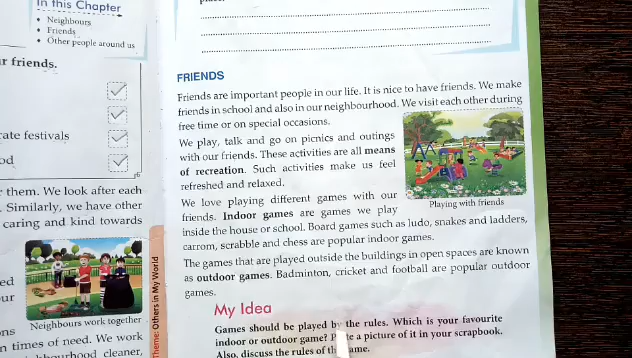 In this Chapter
Neighbours
Friends
Other people around us
r friends.
rate festivals
od
r them. We look after each
. Similarly, we have other
caring and kind towards
ed
ur
Neighbours work together
ns
n times of need. We work
hbourhood cleaner,
Theme: Others in My World
FRIENDS
Friends are important people in our life. It is nice to have friends. We make
friends in school and also in our neighbourhood. We visit each other during
free time or on special occasions.
We play, talk and go on picnics and outings
with our friends. These activities are all means
of recreation. Such activities make us feel
refreshed and relaxed.
We love playing different games with our
friends. Indoor games are games we play
Playing with friends
inside the house or school. Board games such as ludo, snakes and ladders,
carrom, scrabble and chess are popular indoor games.
The games that are played outside the buildings in open spaces are known
as outdoor games. Badminton, cricket and football are popular outdoor
games.
My Idea
Games should be played by the rules. Which is your favourite
indoor or outdoor game? P te a picture of it in your scrapbook.
Also, discuss the rules of th ame.